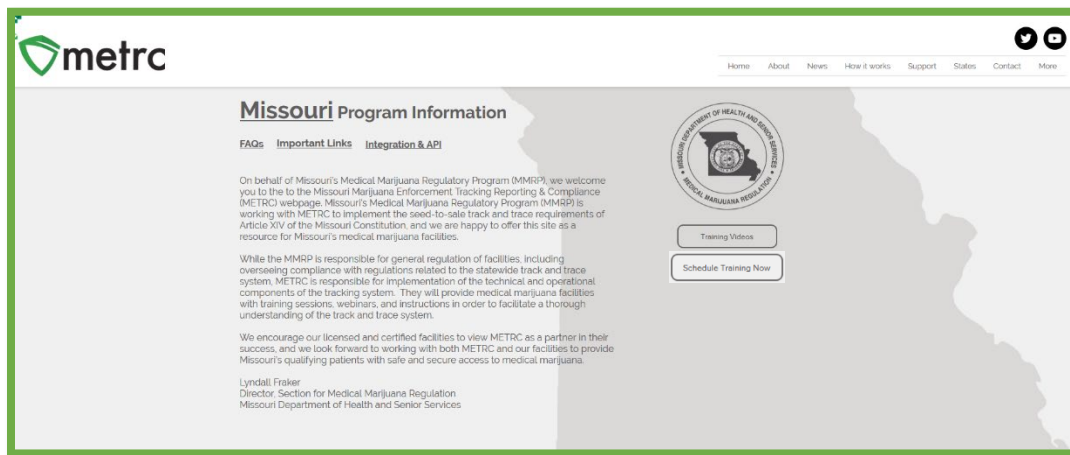 metrc
Home About News How it works Support States Contact More
Missouri Program Information
FAQs Important Links Integration & API
On behalf of Missouri's Medical Marijuana Regulatory Program (MMRP), we welcome
you to the to the Missouri Marijuana Enforcement Tracking Reporting & Compliance
(METRC) webpage. Missouri's Medical Marijuana Regulatory Program (MMRP) is
working with METRC to implement the seed-to-sale track and trace requirements of
Article XIV of the Missouri Constitution, and we are happy to offer this site as a
resource for Missouri's medical marijuana facilities.
While the MMRP is responsible for general regulation of facilities, including
overseeing compliance with regulations related to the statewide track and trace
system, METRC is responsible for implementation of the technical and operational
components of the tracking system. They will provide medical marijuana facilities
with training sessions, webinars, and instructions in order to facilitate a thorough
understanding of the track and trace system.
We encourage our licensed and certified facilities to view METRC as a partner in their
success, and we look forward to working with both METRC and our facilities to provide
Missouri's qualifying patients with safe and secure access to medical marijuana.
Lyndall Fraker
Director, Section for Medical Marijuana Regulation
Missouri Department of Health and Senior Services
MISSOURI DEPARTMENT OF HEALTH AND SENIOR SERVICES
MEDICAL MARIJUANA REGULATION
Training Videos
Schedule Training Now